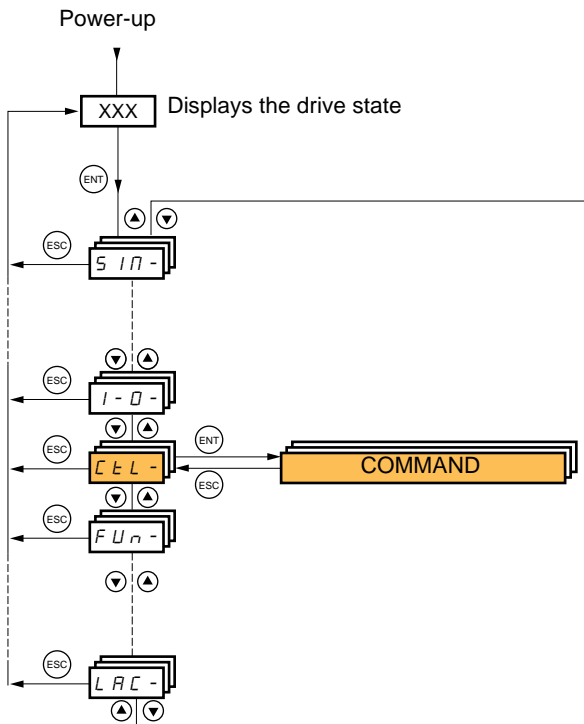 Power-up
XXX Displays the drive state
ENT
ESC
SIM-
ESC
I-O-
ESC
CtL-
ENT
COMMAND
ESC
ESC
FUn-
ESC
LAC-